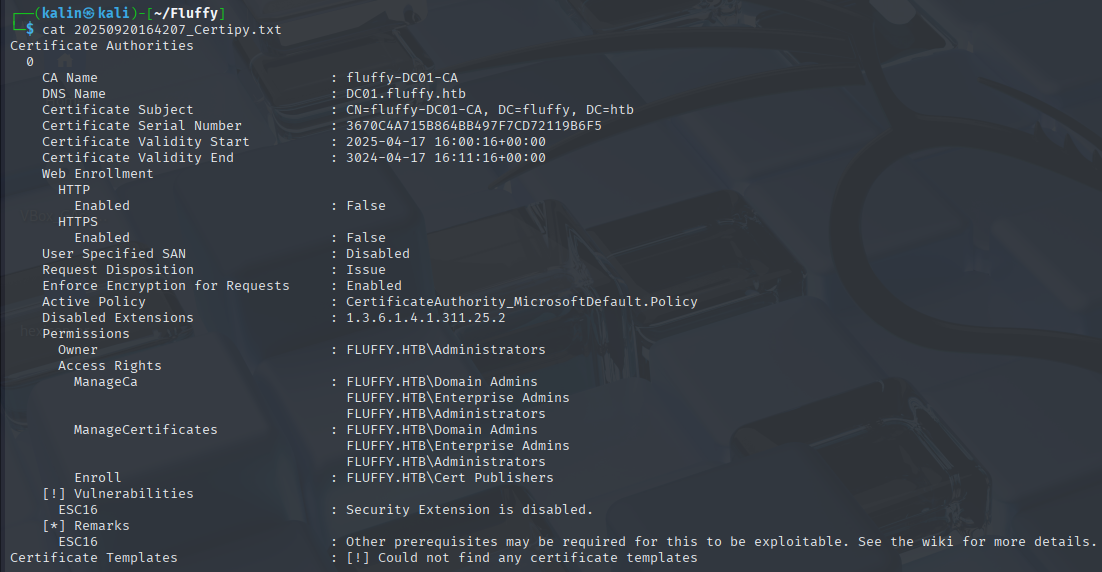 ┌──(kalin㉿kali)-[~/Fluffy]
└─$ cat 20250920164207_Certipy.txt
Certificate Authorities
  0
    CA Name                             : fluffy-DC01-CA
    DNS Name                            : DC01.fluffy.htb
    Certificate Subject                 : CN=fluffy-DC01-CA, DC=fluffy, DC=htb
    Certificate Serial Number           : 3670C4A715B864BB497F7CD72119B6F5
    Certificate Validity Start          : 2025-04-17 16:00:16+00:00
    Certificate Validity End            : 3024-04-17 16:11:16+00:00
    Web Enrollment
      HTTP
        Enabled                         : False
      HTTPS
        Enabled                         : False
    User Specified SAN                  : Disabled
    Request Disposition                 : Issue
    Enforce Encryption for Requests     : Enabled
    Active Policy                       : CertificateAuthority_MicrosoftDefault.Policy
    Disabled Extensions                 : 1.3.6.1.4.1.311.25.2
    Permissions
      Owner                             : FLUFFY.HTB\Administrators
      Access Rights
        ManageCa                        : FLUFFY.HTB\Domain Admins
                                          FLUFFY.HTB\Enterprise Admins
                                          FLUFFY.HTB\Administrators
        ManageCertificates              : FLUFFY.HTB\Domain Admins
                                          FLUFFY.HTB\Enterprise Admins
                                          FLUFFY.HTB\Administrators
        Enroll                          : FLUFFY.HTB\Cert Publishers
    [!] Vulnerabilities
      ESC16                             : Security Extension is disabled.
    [*] Remarks
      ESC16                             : Other prerequisites may be required for this to be exploitable. See the wiki for more details.
Certificate Templates                   : [!] Could not find any certificate templates